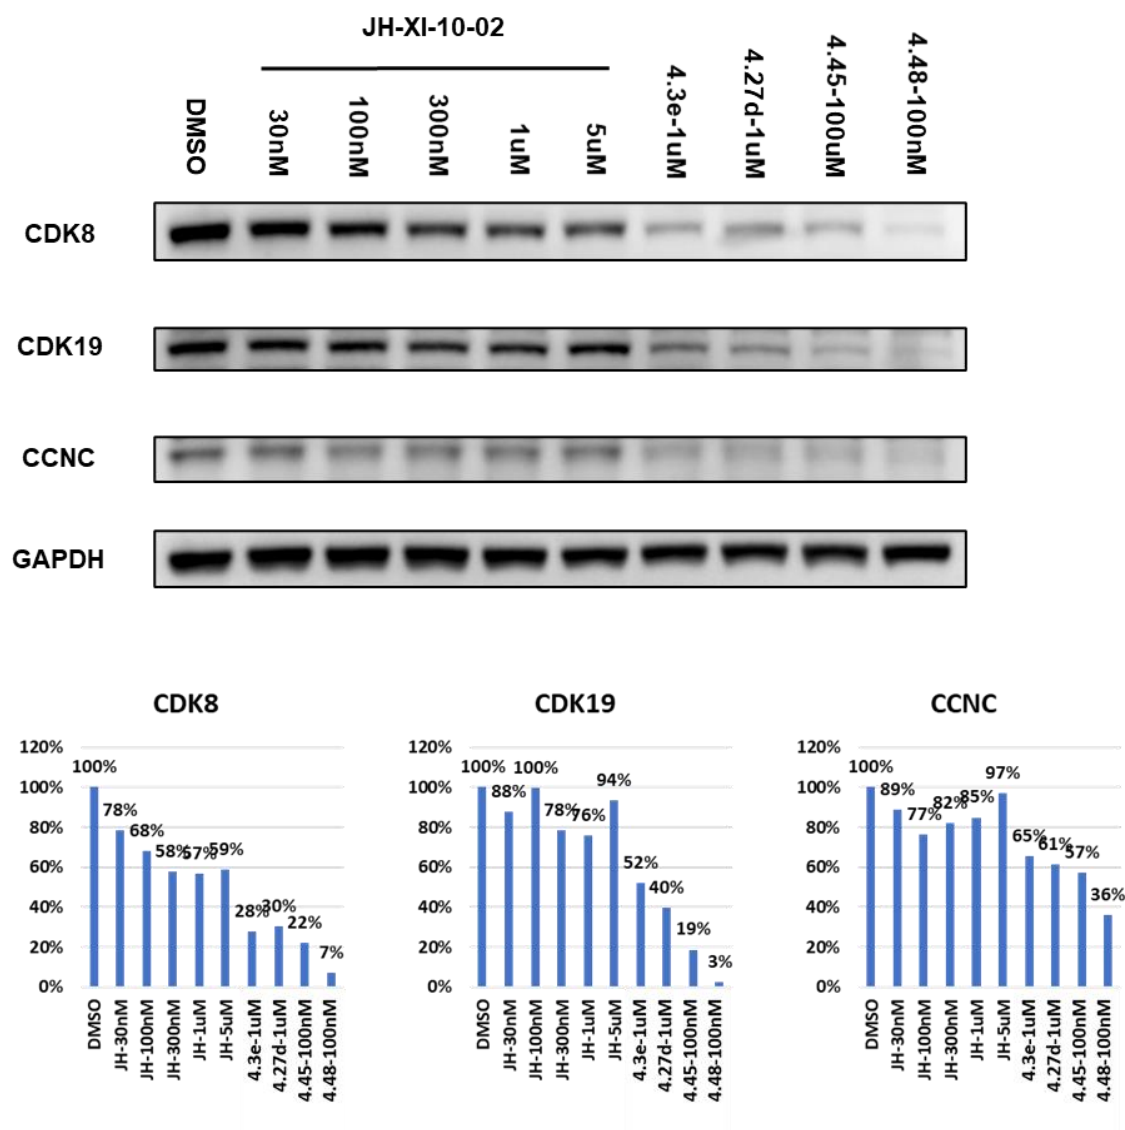 JH-XI-10-02
DMSO
30nM
100nM
300nM
1uM
5uM
4.3e-1uM
4.27d-1uM
4.45-100uM
4.48-100nM
CDK8
CDK19
CCNC
GAPDH
CDK8
120%
100%
80%
60%
40%
20%
0%
100%
78%
68%
58%
57%
59%
28%
30%
22%
7%
DMSO
JH-30nM
JH-100nM
JH-300nM
JH-1uM
JH-5uM
4.3e-1uM
4.27d-1uM
4.45-100nM
4.48-100nM
CDK19
120%
100%
80%
60%
40%
20%
0%
100%
88%
100%
78%
76%
94%
52%
40%
19%
3%
DMSO
JH-30nM
JH-100nM
JH-300nM
JH-1uM
JH-5uM
4.3e-1uM
4.27d-1uM
4.45-100nM
4.48-100nM
CCNC
120%
100%
80%
60%
40%
20%
0%
100%
89%
77%
82%
85%
97%
65%
61%
57%
36%
DMSO
JH-30nM
JH-100nM
JH-300nM
JH-1uM
JH-5uM
4.3e-1uM
4.27d-1uM
4.45-100nM
4.48-100nM